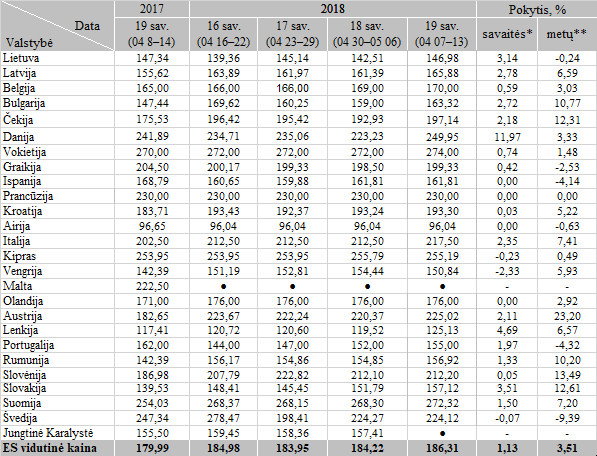 Valstybė Data 2017 2018 Pokytis, %
19 sav. (04 8–14) 16 sav. (04 16–22) 17 sav. (04 23–29) 18 sav. (04 30–05 06) 19 sav. (04 07–13) savaitės* metų**
Lietuva 147,34 139,36 145,14 142,51 146,98 3,14 -0,24
Latvija 155,62 163,89 161,97 161,39 165,88 2,78 6,59
Belgija 165,00 166,00 166,00 169,00 170,00 0,59 3,03
Bulgarija 147,44 169,62 160,25 159,00 163,32 2,72 10,77
Čekija 175,53 196,42 195,42 192,93 197,14 2,18 12,31
Danija 241,89 234,71 235,06 223,23 249,95 11,97 3,33
Vokietija 270,00 272,00 272,00 272,00 274,00 0,74 1,48
Graikija 204,50 200,17 199,33 198,50 199,33 0,42 -2,53
Ispanija 168,79 160,65 159,88 161,81 161,81 0,00 -4,14
Prancūzija 230,00 230,00 230,00 230,00 230,00 0,00 0,00
Kroatija 183,71 193,43 192,37 193,24 193,30 0,03 5,22
Airija 96,65 96,04 96,04 96,04 96,04 0,00 -0,63
Italija 202,50 212,50 212,50 212,50 217,50 2,35 7,41
Kipras 253,95 253,95 253,95 255,79 255,19 -0,23 0,49
Vengrija 142,39 151,19 152,81 154,44 150,84 -2,33 5,93
Malta 222,50 ● ● ● ● - -
Olandija 171,00 176,00 176,00 176,00 176,00 0,00 2,92
Austrija 182,65 223,67 222,24 220,37 225,02 2,11 23,20
Lenkija 117,41 120,72 120,60 119,52 125,13 4,69 6,57
Portugalija 162,00 144,00 147,00 152,00 155,00 1,97 -4,32
Rumunija 142,39 156,17 154,86 154,85 156,92 1,33 10,20
Slovėnija 186,98 207,79 222,82 212,10 212,20 0,05 13,49
Slovakija 139,53 148,41 145,45 151,79 157,12 3,51 12,61
Suomija 254,03 268,37 268,15 268,30 272,32 1,50 7,20
Švedija 247,34 278,47 198,41 224,27 224,12 -0,07 -9,39
Jungtinė Karalystė 155,50 159,45 158,36 157,41 ● - -
ES vidutinė kaina 179,99 184,98 183,95 184,22 186,31 1,13 3,51